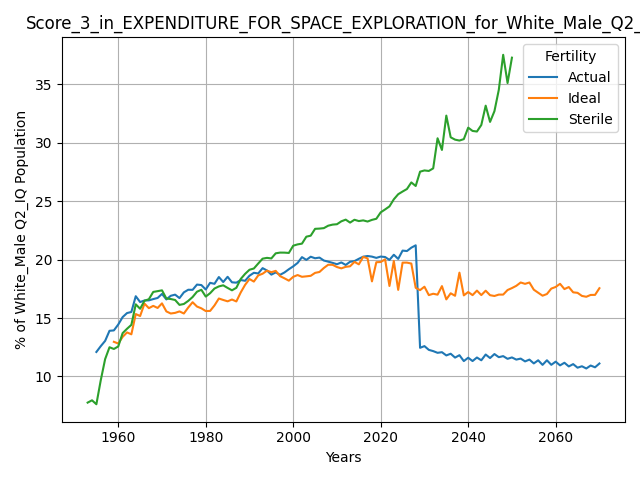 Score_3_in_EXPENDITURE_FOR_SPACE_EXPLORATION_for_White_Male_Q2_
Fertility
Actual
Ideal
Sterile
% of White_Male Q2_IQ Population
35
30
25
20
15
10
1960
1980
2000
2020
2040
2060
Years